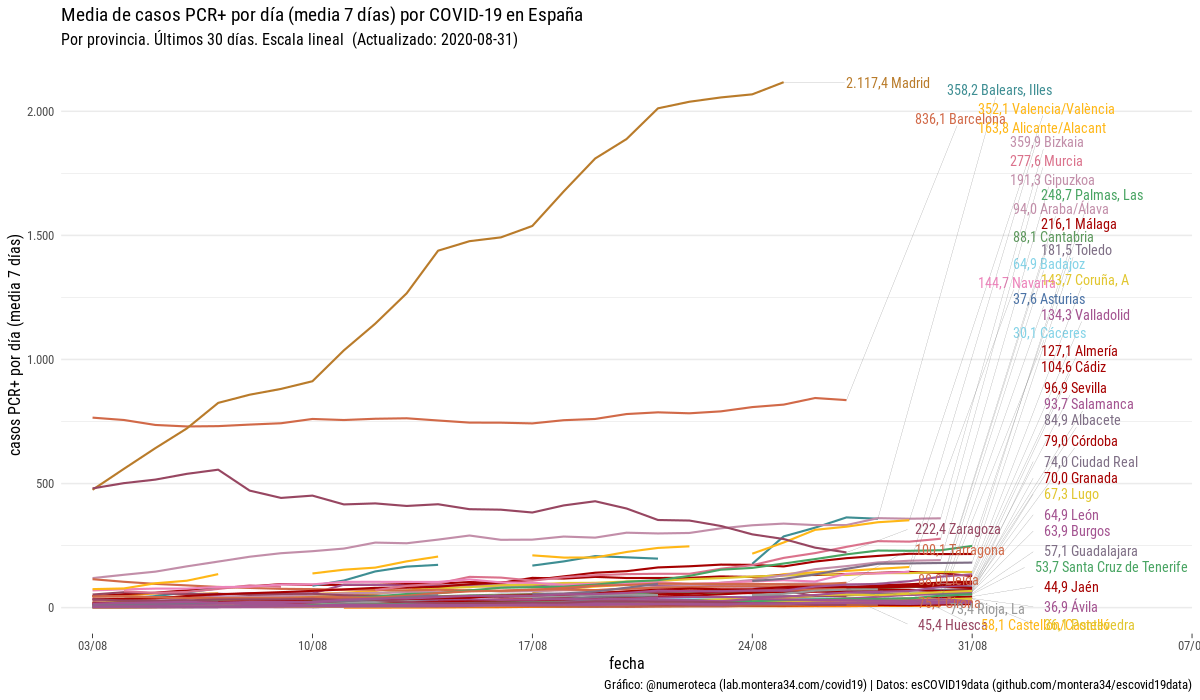 Media de casos PCR+ por día (media 7 días) por COVID-19 en España
Por provincia. Últimos 30 días. Escala lineal (Actualizado: 2020-08-31)
casos PCR+ por día (media 7 días)
2.000
1.500
1.000
500
0
2.117,4 Madrid
358,2 Balears, Illes
352,1 Valencia/València
836,1 Barcelona
163,8 Alicante/Alacant
359,9 Bizkaia
277,6 Murcia
191,3 Gipuzkoa
248,7 Palmas, Las
94,0 Araba/Álava
216,1 Málaga
88,1 Cantabria
181,5 Toledo
64,9 Badajoz
144,7 Navarra
143,7 Coruña, A
37,6 Asturias
134,3 Valladolid
30,1 Cáceres
127,1 Almería
104,6 Cádiz
96,9 Sevilla
93,7 Salamanca
84,9 Albacete
79,0 Córdoba
74,0 Ciudad Real
70,0 Granada
67,3 Lugo
64,9 León
222,4 Zaragoza
63,9 Burgos
Tarragona
57,1 Guadalajara
53,7 Santa Cruz de Tenerife
44,9 Jaén
73,4 Rioja, La
36,9 Ávila
45,4 Huesca
58,1 Castellón/Castelló
Pontevedra
03/08
10/08
17/08
24/08
31/08
fecha
Gráfico: @numeroteca (lab.montera34.com/covid19) | Datos: esCOVID19data (github.com/montera34/escovid19data)